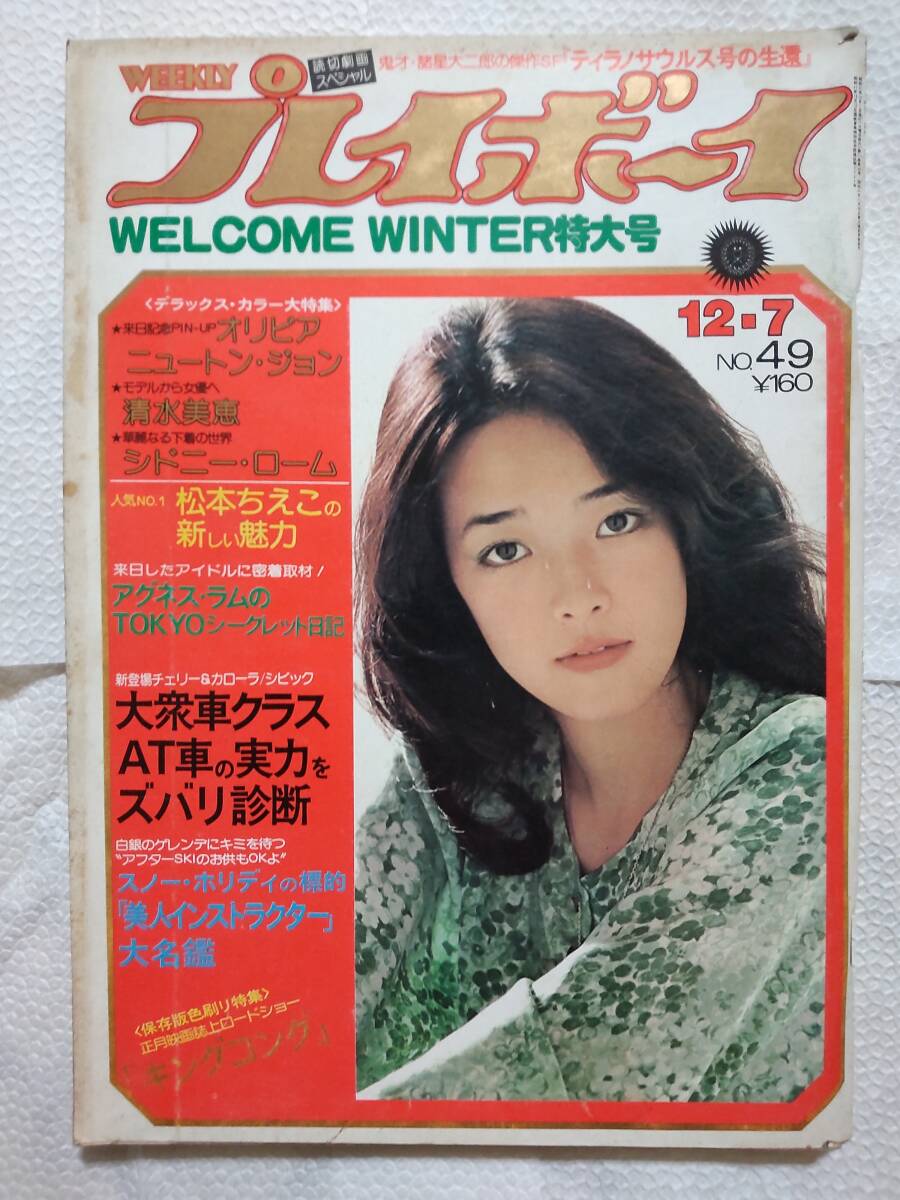 WEEKLY
読切劇画
スペシャル
鬼才・諸星大二郎の傑作SF「ティラノサウルス号の生還」
プレイボーイ
WELCOME WINTER特大号
12・7
NO.49
¥160
〈デラックス・カラー大特集〉
★来日記念PIN-UP オリビア
ニュートン・ジョン
★モデルから女優へ
清水美恵
★華麗なる下着の世界
シドニー・ローム
人気NO.1 松本ちえこの
新しい魅力
来日したアイドルに密着取材!
アグネス・ラムの
TOKYOシークレット日記
新登場チェリー&カローラ/シビック
大衆車クラス
AT車の実力を
ズバリ診断
白銀のゲレンデにキミを待つ
"アフターSKIのお供もOKよ"
スノー・ホリディの標的
「美人インストラクター」
大名鑑
〈保存版色刷り特集〉
正月映画誌上ロードショー
「キングコング」